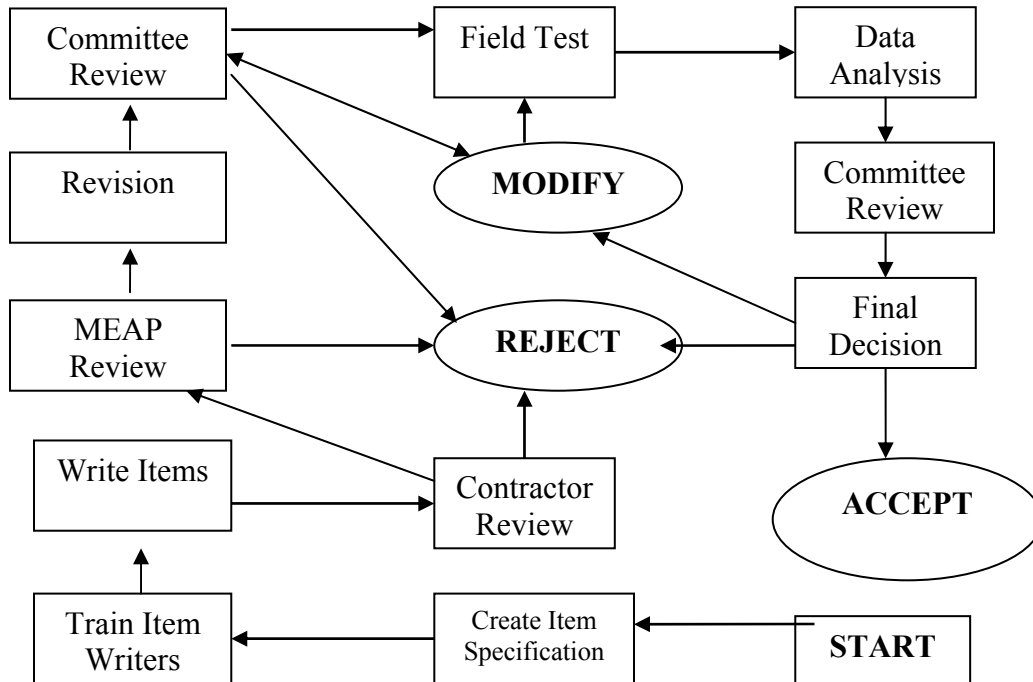 Committee
Review
Field Test
Data
Analysis
Revision
MODIFY
Committee
Review
MEAP
Review
REJECT
Final
Decision
Write Items
Contractor
Review
ACCEPT
Train Item
Writers
Create Item
Specification
START